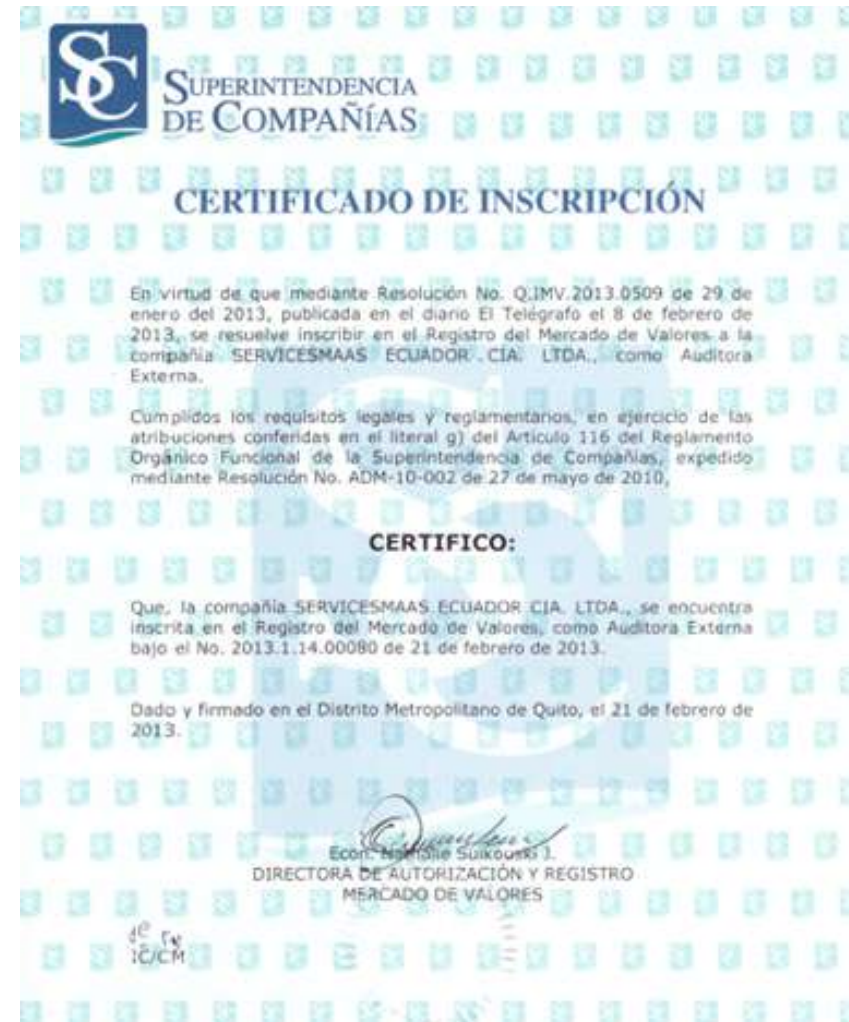 SC
SUPERINTENDENCIA
DE COMPAÑÍAS
CERTIFICADO DE INSCRIPCIÓN
En virtud de que mediante Resolución No. Q.IMV.2013.0509 de 29 de
enero del 2013, publicada en el diario El Telégrafo el 8 de febrero de
2013, se resuelve inscribir en el Registro del Mercado de Valores a la
compañía SERVICESMAAS ECUADOR CIA. LTDA., como Auditora
Externa.
Cumplidos los requisitos legales y reglamentarios, en ejercicio de las
atribuciones conferidas en el literal g) del Artículo 116 del Reglamento
Orgánico Funcional de la Superintendencia de Compañías, expedido
mediante Resolución No. ADM-10-002 de 27 de mayo de 2010,
CERTIFICO:
Que, la compañía SERVICESMAAS ECUADOR CIA. LTDA., se encuentra
inscrita en el Registro del Mercado de Valores, como Auditora Externa
bajo el No. 2013.1.14.00080 de 21 de febrero de 2013.
Dado y firmado en el Distrito Metropolitano de Quito, el 21 de febrero de
2013.
Econ. J.
DIRECTORA DE AUTORIZACIÓN Y REGISTRO
MERCADO DE VALORES
IC/CM